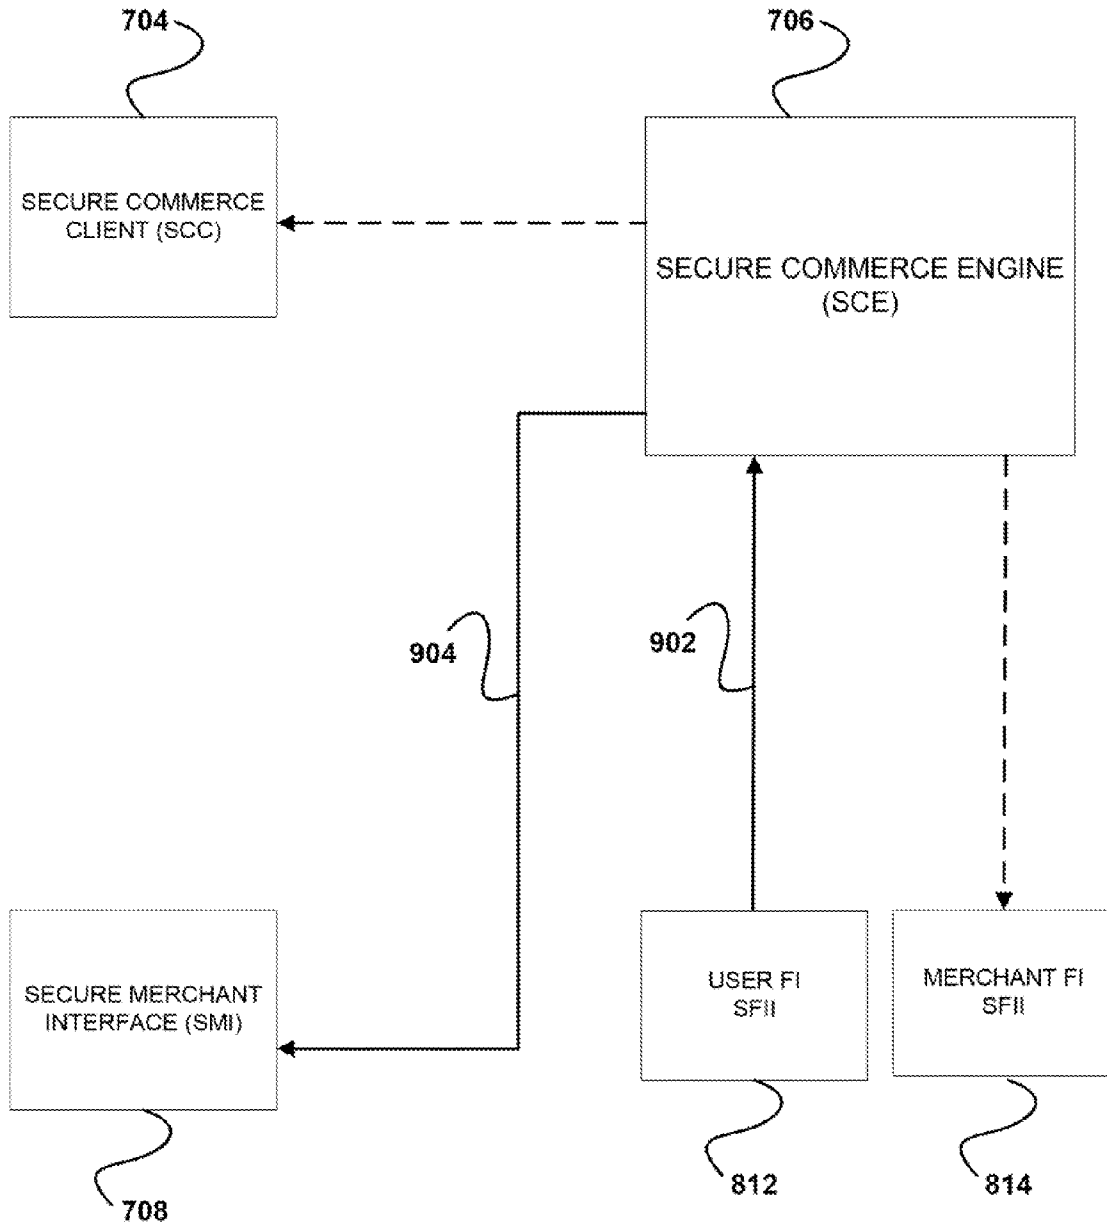 704
706
SECURE COMMERCE
CLIENT (SCC)
SECURE COMMERCE ENGINE
(SCE)
904
902
SECURE MERCHANT
INTERFACE (SMI)
USER FI
SFII
MERCHANT FI
SFII
708
812
814